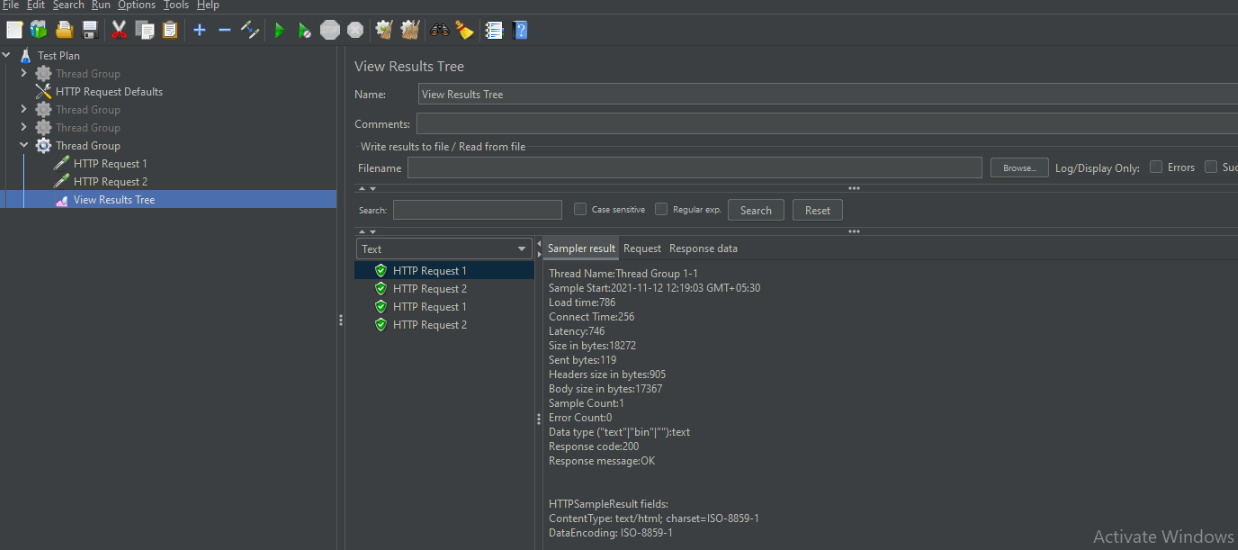 File Edit Search Run Options Tools Help
Test Plan
Thread Group
HTTP Request Defaults
Thread Group
Thread Group
Thread Group
HTTP Request 1
HTTP Request 2
View Results Tree
View Results Tree
Name: View Results Tree
Comments:
Write results to file / Read from file
Filename Browse... Log/Display Only: Errors Suc
Search: Case sensitive Regular exp. Search Reset
Text
HTTP Request 1
HTTP Request 2
HTTP Request 1
HTTP Request 2
Sampler result Request Response data
Thread Name:Thread Group 1-1
Sample Start:2021-11-12 12:19:03 GMT+05:30
Load time:786
Connect Time:256
Latency:746
Size in bytes:18272
Sent bytes:119
Headers size in bytes:905
Body size in bytes:17367
Sample Count:1
Error Count:0
Data type ("text"|"bin"|""):text
Response code:200
Response message:OK
HTTPSampleResult fields:
ContentType: text/html; charset=ISO-8859-1
DataEncoding: ISO-8859-1
Activate Windows